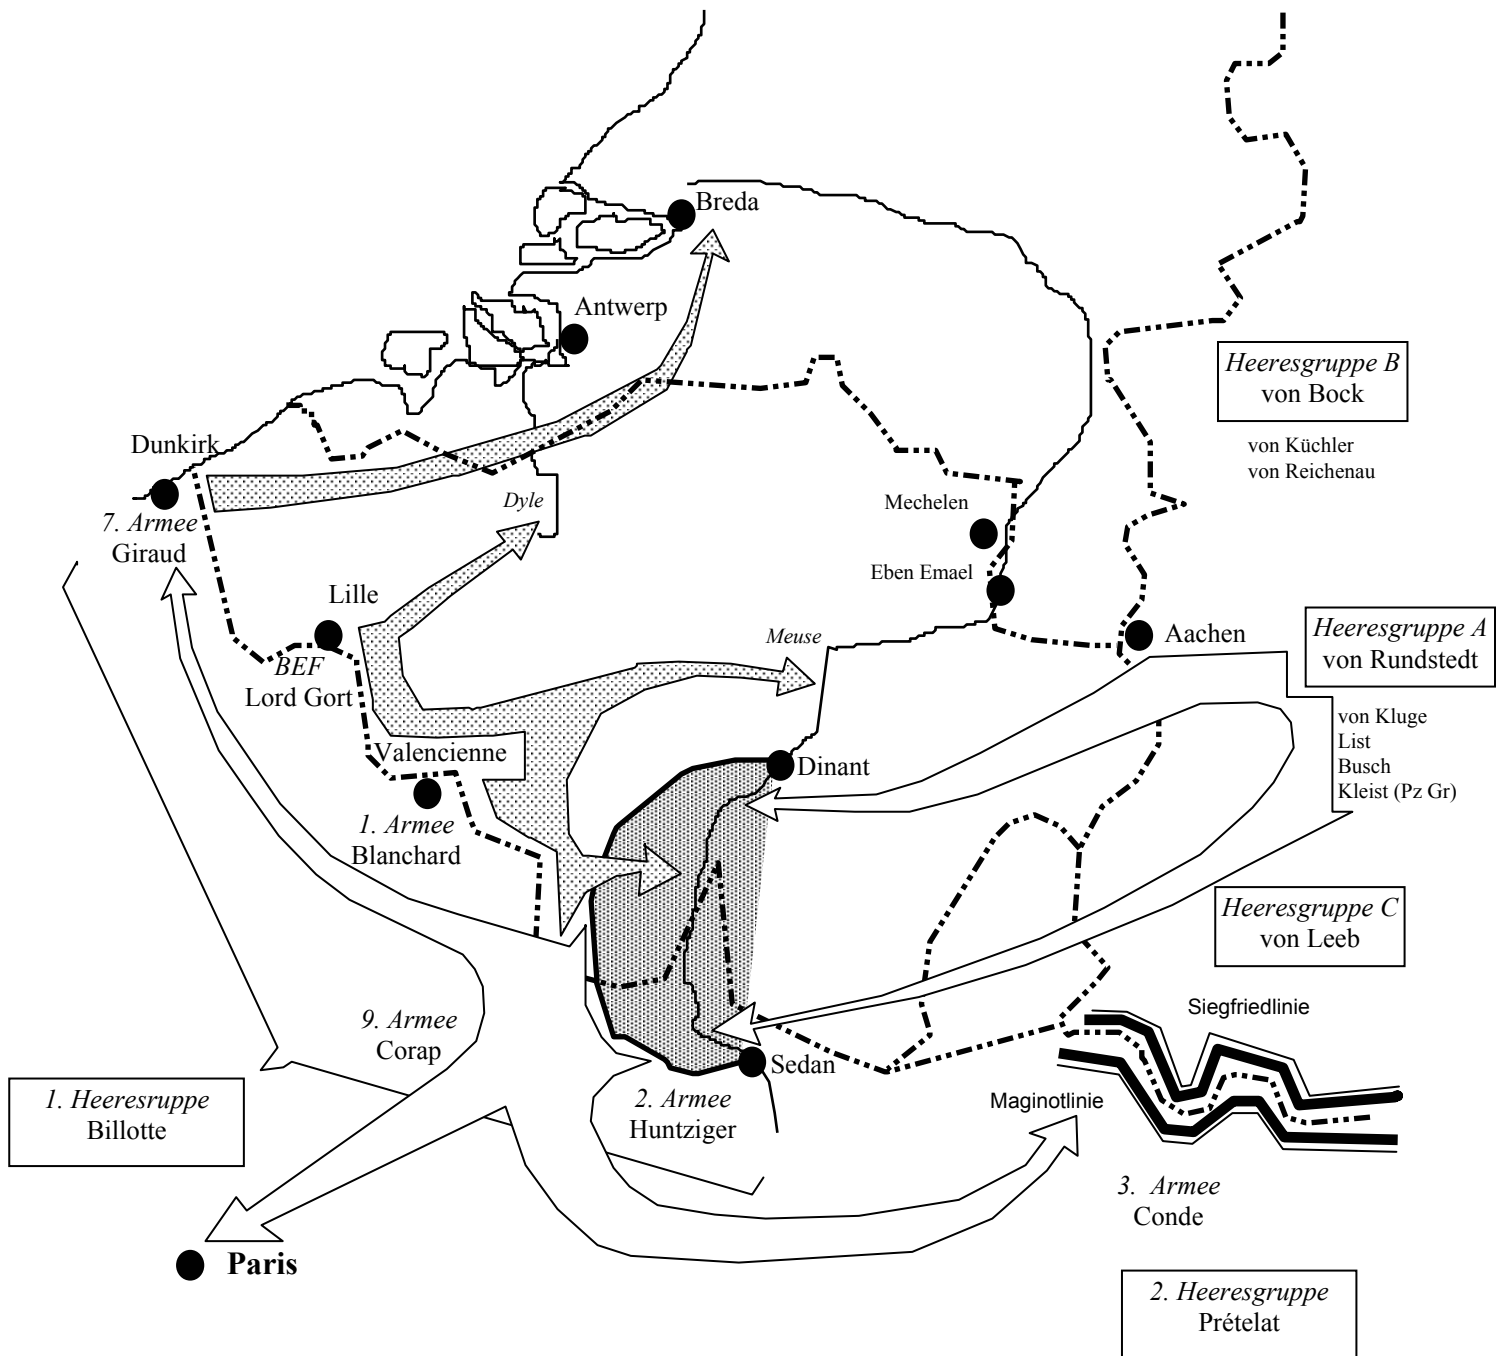 Breda
Antwerp
Heeresgruppe B
von Bock
von Küchler
von Reichenau
Dunkirk
Dyle
Mechelen
7. Armee
Giraud
Eben Emael
Lille
Meuse
Aachen
Heeresgruppe A
von Rundstedt
BEF
Lord Gort
von Kluge
List
Busch
Kleist (Pz Gr)
Valencienne
Dinant
1. Armee
Blanchard
Heeresgruppe C
von Leeb
Siegfriedlinie
9. Armee
Corap
Sedan
Maginotlinie
1. Heeresruppe
Billotte
2. Armee
Huntziger
3. Armee
Conde
Paris
2. Heeresgruppe
Prételat